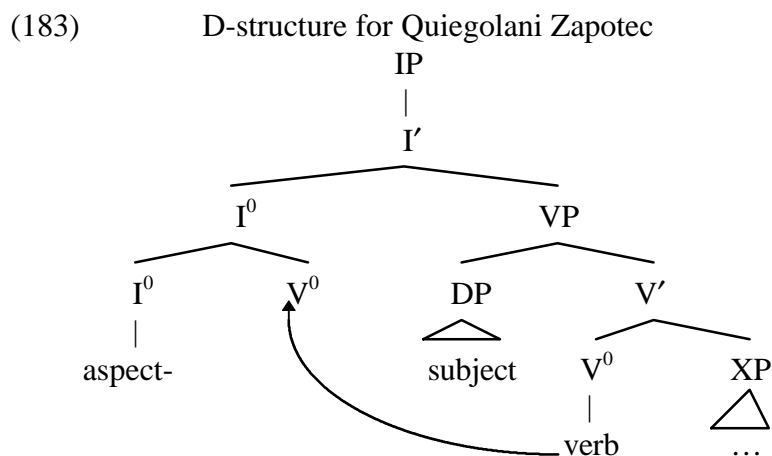 (183) D-structure for Quiegolani Zapotec
IP
I′
I⁰ VP
I⁰ V⁰ DP V′
aspect- subject V⁰ XP
verb …